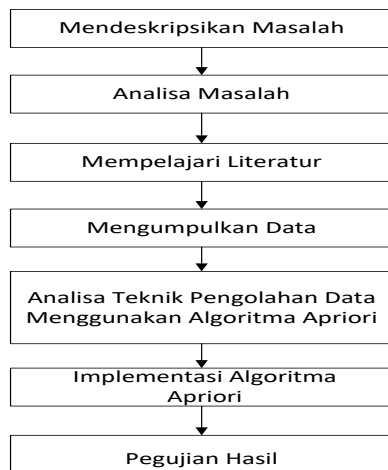 Mendeskripsikan Masalah
Analisa Masalah
Mempelajari Literatur
Mengumpulkan Data
Analisa Teknik Pengolahan Data
Menggunakan Algoritma Apriori
Implementasi Algoritma
Apriori
Pegujian Hasil